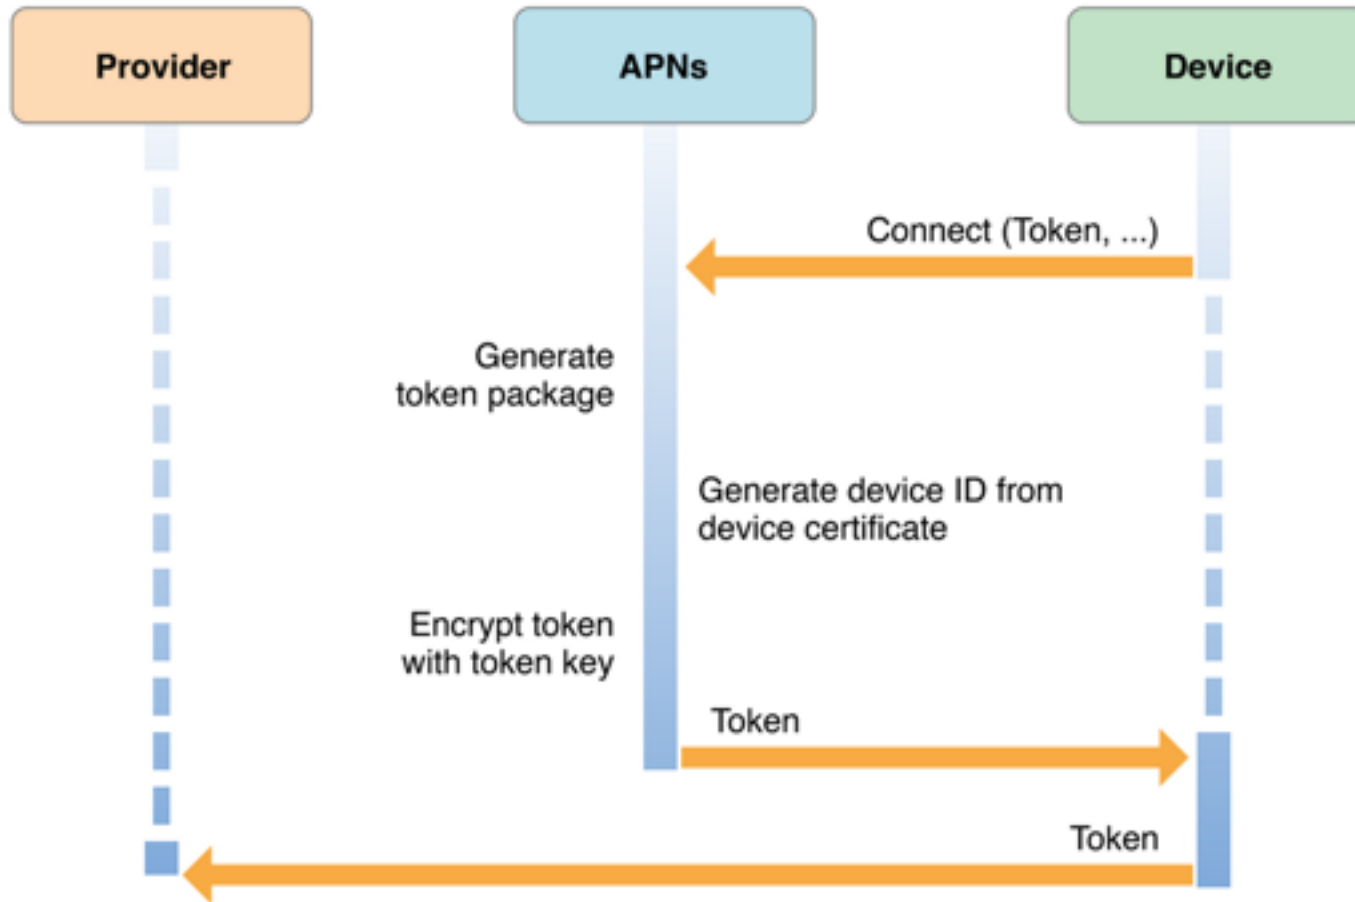 Provider
APNs
Device
Connect (Token, ...)
Generate
token package
Generate device ID from
device certificate
Encrypt token
with token key
Token
Token